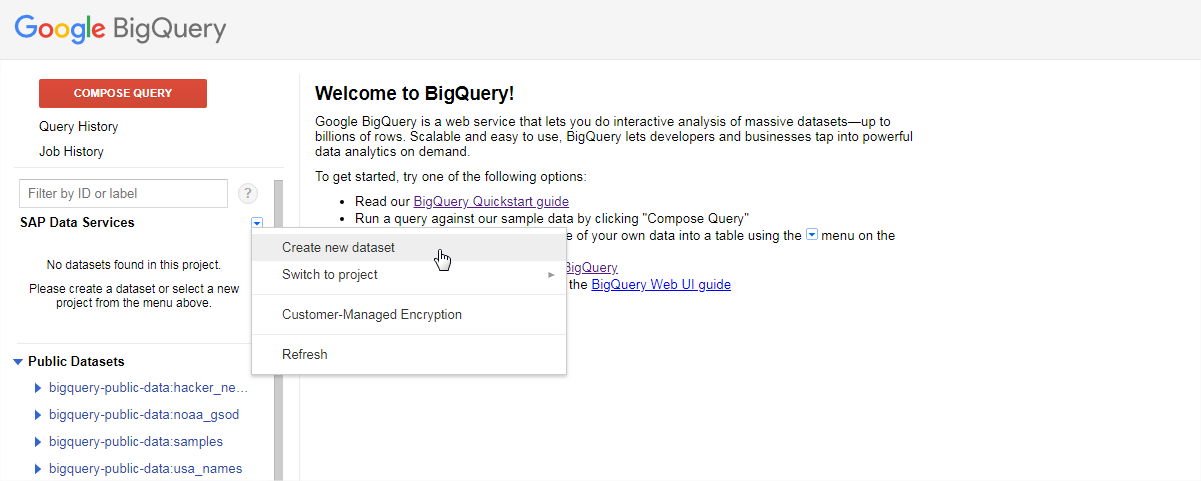 Google BigQuery
COMPOSE QUERY
Query History
Job History
Filter by ID or label
?
SAP Data Services
No datasets found in this project.
Please create a dataset or select a new
project from the menu above.
Public Datasets
bigquery-public-data:hacker_ne...
bigquery-public-data:noaa_gsod
bigquery-public-data:samples
bigquery-public-data:usa_names
Create new dataset
Switch to project
Customer-Managed Encryption
Refresh
Welcome to BigQuery!
Google BigQuery is a web service that lets you do interactive analysis of massive datasets—up to
billions of rows. Scalable and easy to use, BigQuery lets developers and businesses tap into powerful
data analytics on demand.
To get started, try one of the following options:
• Read our BigQuery Quickstart guide
• Run a query against our sample data by clicking "Compose Query"
e of your own data into a table using the menu on the
BigQuery
the BigQuery Web UI guide